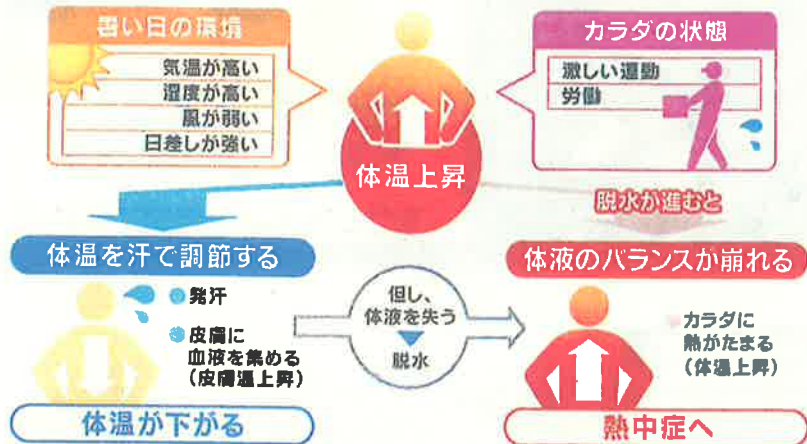 暑い日の環境
気温が高い
湿度が高い
風が弱い
日差しが強い
カラダの状態
激しい運動
労働
体温上昇
脱水が進むと
体温を汗で調節する
体液のバランスが崩れる
発汗
皮膚に
血液を集める
（皮膚温上昇）
但し、
体液を失う
脱水
カラダに
熱がたまる
（体温上昇）
体温が下がる
熱中症へ